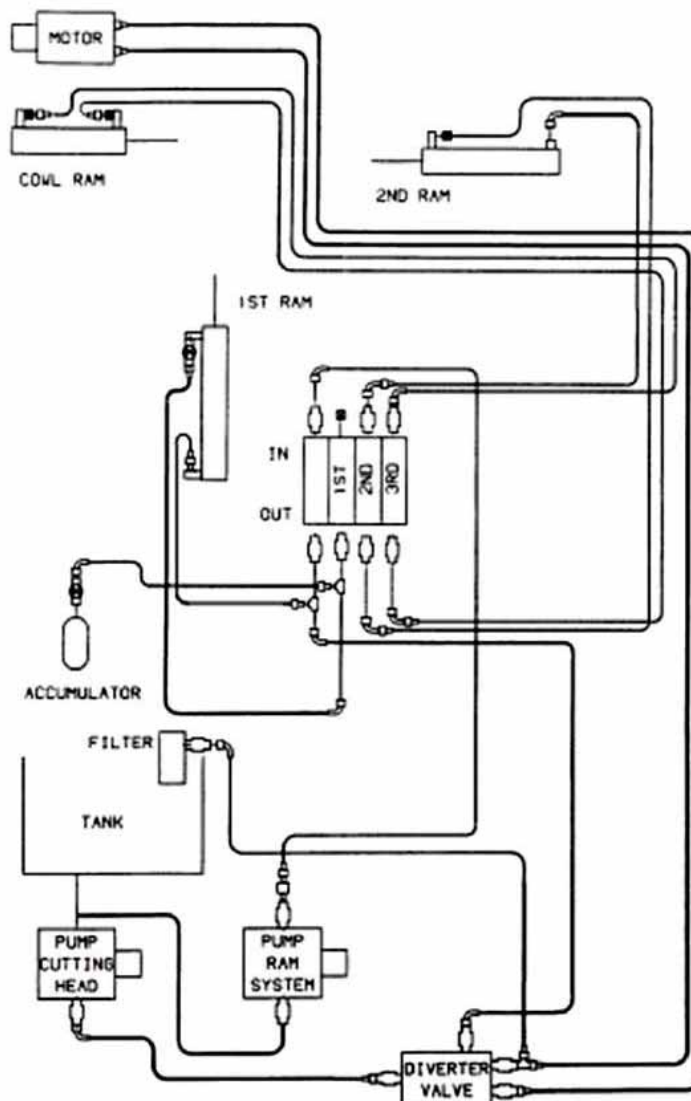 MOTOR
COWL RAM
2ND RAM
1ST RAM
IN
OUT
1ST
2ND
3RD
ACCUMULATOR
FILTER
TANK
PUMP
CUTTING
HEAD
PUMP
RAM
SYSTEM
DIVERTER
VALVE